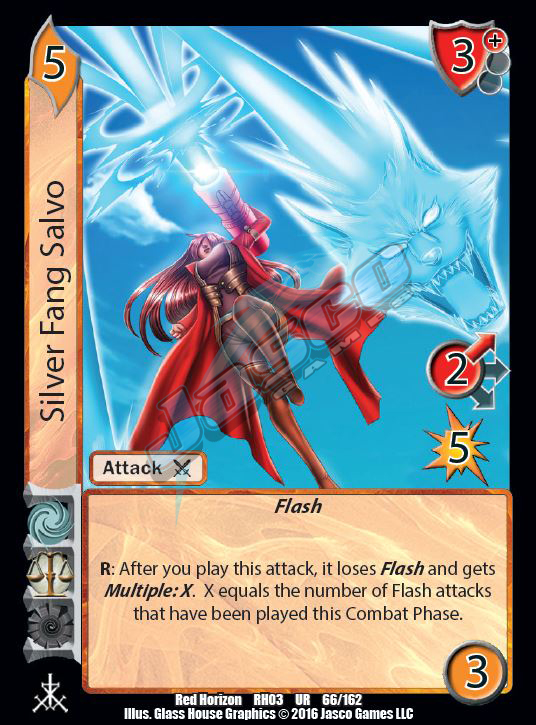 5
3 +
Silver Fang Salvo
JASCO
GAMES
2
5
Attack
Flash
R: After you play this attack, it loses Flash and gets
Multiple: X. X equals the number of Flash attacks
that have been played this Combat Phase.
3
Red Horizon RH03 UR 66/162
Illus. Glass House Graphics © 2016 Jasco Games LLC